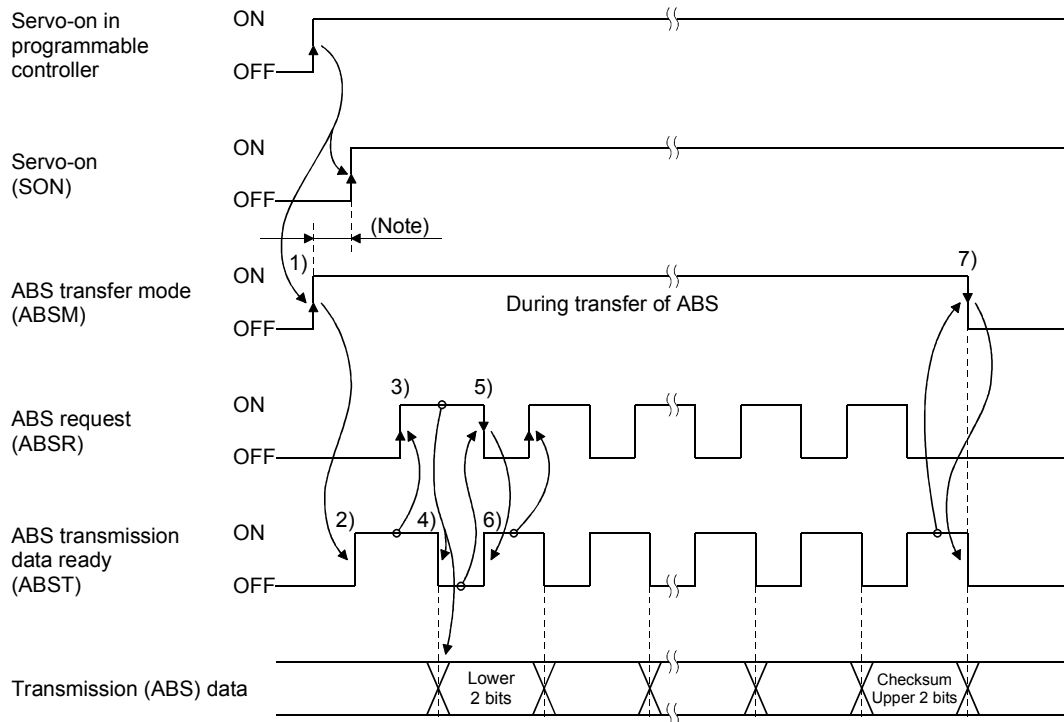 Servo-on in
programmable
controller
ON
OFF
Servo-on
(SON)
ON
OFF
(Note)
ABS transfer mode
(ABSM)
ON
OFF
1)
During transfer of ABS
7)
ABS request
(ABSR)
ON
OFF
3)
5)
ABS transmission
data ready
(ABST)
ON
OFF
2)
4)
6)
Transmission (ABS) data
Lower
2 bits
Checksum
Upper 2 bits